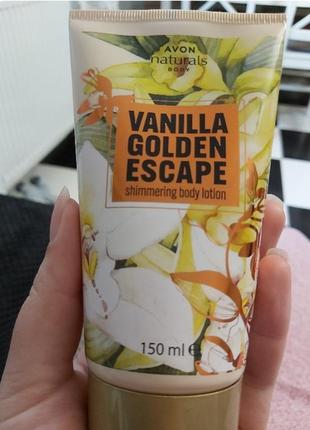 AVON
naturals
BODY
VANILLA
GOLDEN
ESCAPE
shimmering body lotion
150 ml ℮